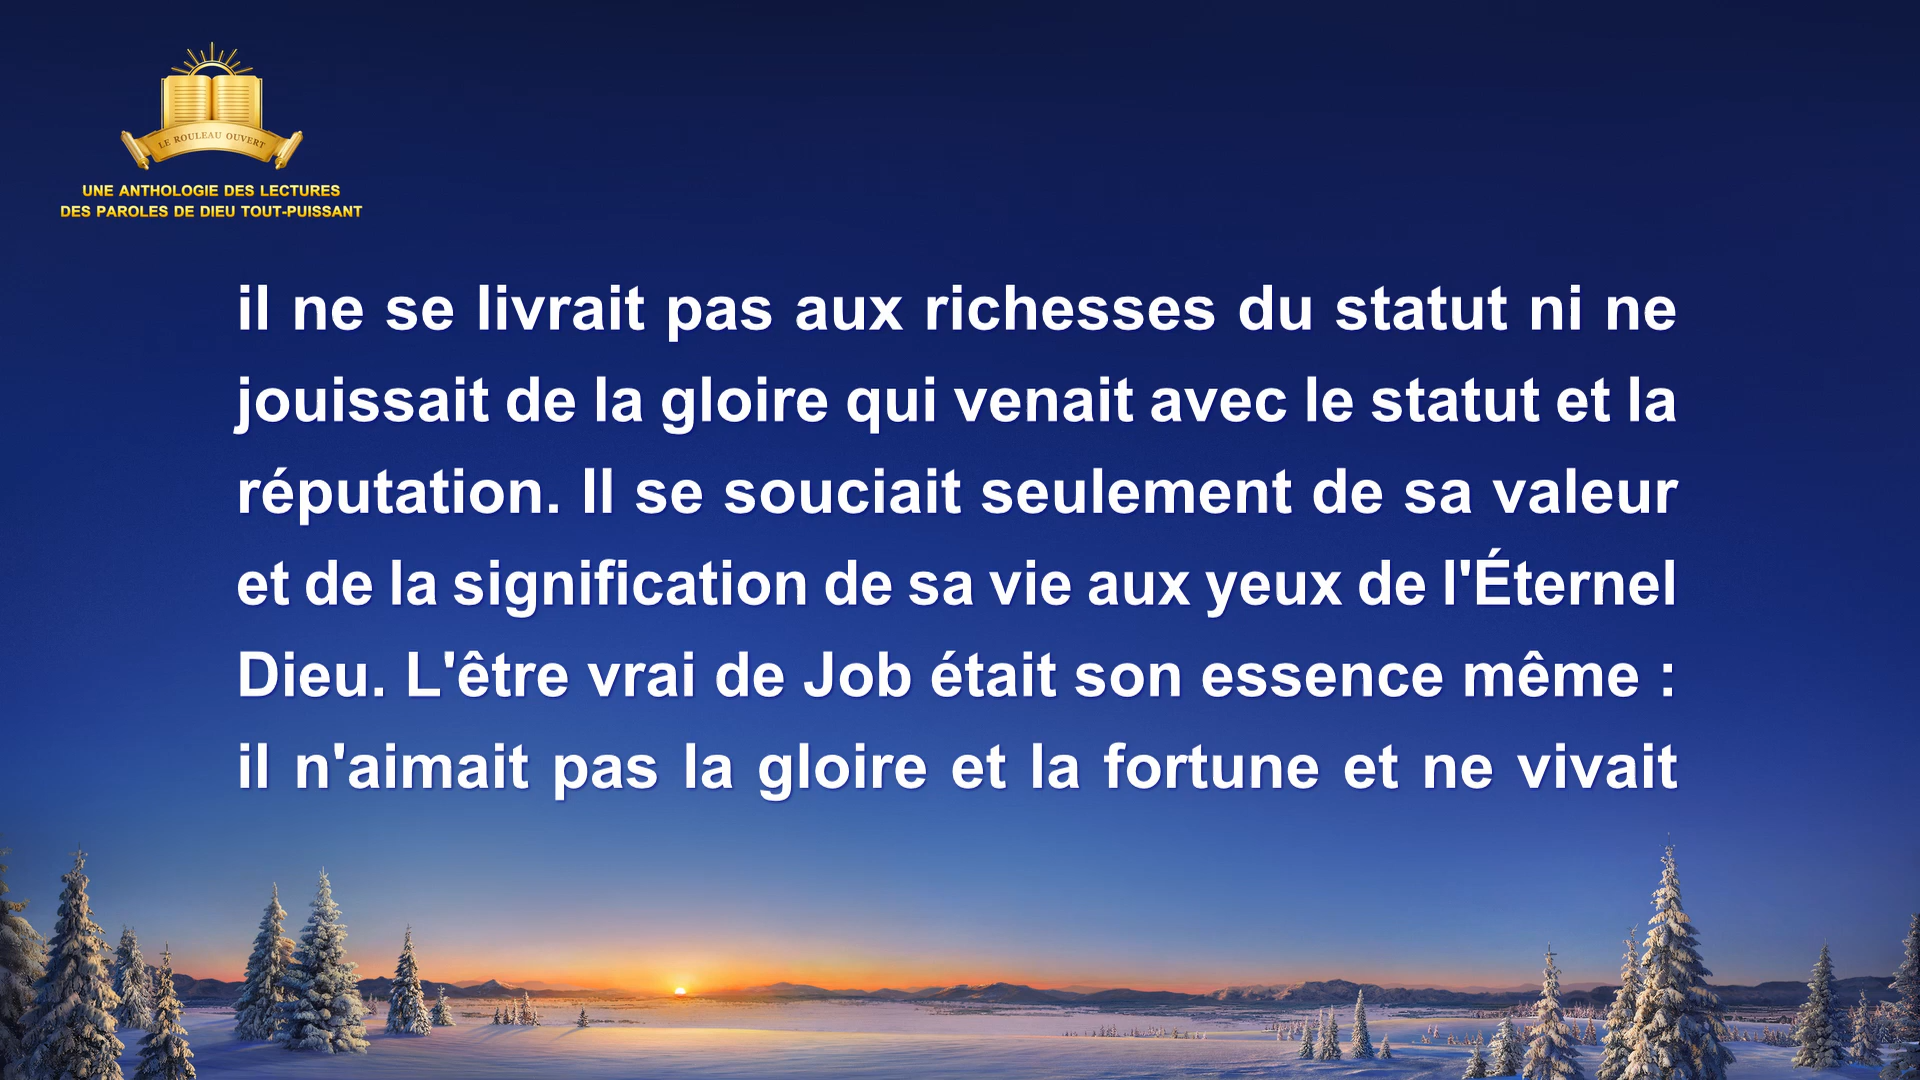 LE ROULEAU OUVERT
UNE ANTHOLOGIE DES LECTURES
DES PAROLES DE DIEU TOUT-PUISSANT
il ne se livrait pas aux richesses du statut ni ne
jouissait de la gloire qui venait avec le statut et la
réputation. Il se souciait seulement de sa valeur
et de la signification de sa vie aux yeux de l'Éternel
Dieu. L'être vrai de Job était son essence même :
il n'aimait pas la gloire et la fortune et ne vivait